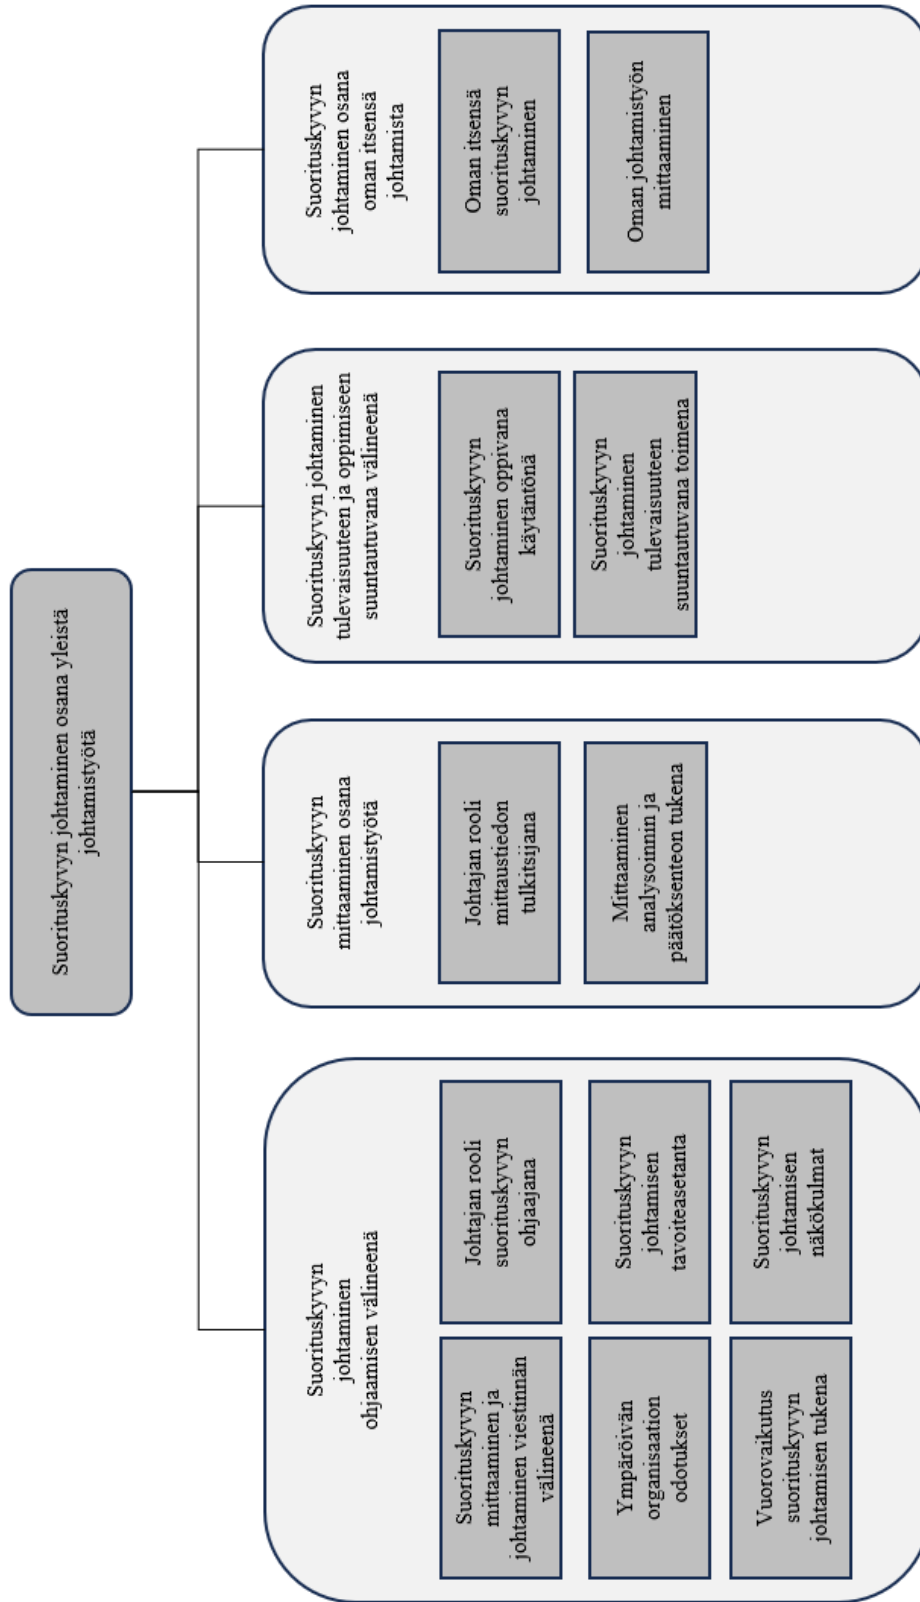 Suorituskyvyn johtaminen osana yleistä
johtamistyötä
Suorituskyvyn
johtaminen
ohjaamisen välineenä
Suorituskyvyn
mittaaminen ja
johtaminen viestinnän
välineenä
Johtajan rooli
suorituskyvyn
ohjaajana
Ympäröivän
organisaation
odotukset
Suorituskyvyn
johtamisen
tavoiteasetanta
Vuorovaikutus
suorituskyvyn
johtamisen tukena
Suorituskyvyn
johtamisen
näkökulmat
Suorituskyvyn
mittaaminen osana
johtamistyötä
Johtajan rooli
mittaustiedon
tulkitsijana
Mittaaminen
analysoinnin ja
päätöksenteon tukena
Suorituskyvyn johtaminen
tulevaisuuteen ja oppimiseen
suuntautuvana välineenä
Suorituskyvyn
johtaminen oppivana
käytäntönä
Suorituskyvyn
johtaminen
tulevaisuuteen
suuntautuvana toimena
Suorituskyvyn
johtaminen osana
oman itsensä
johtamista
Oman itsensä
suorituskyvyn
johtaminen
Oman johtamistyön
mittaaminen